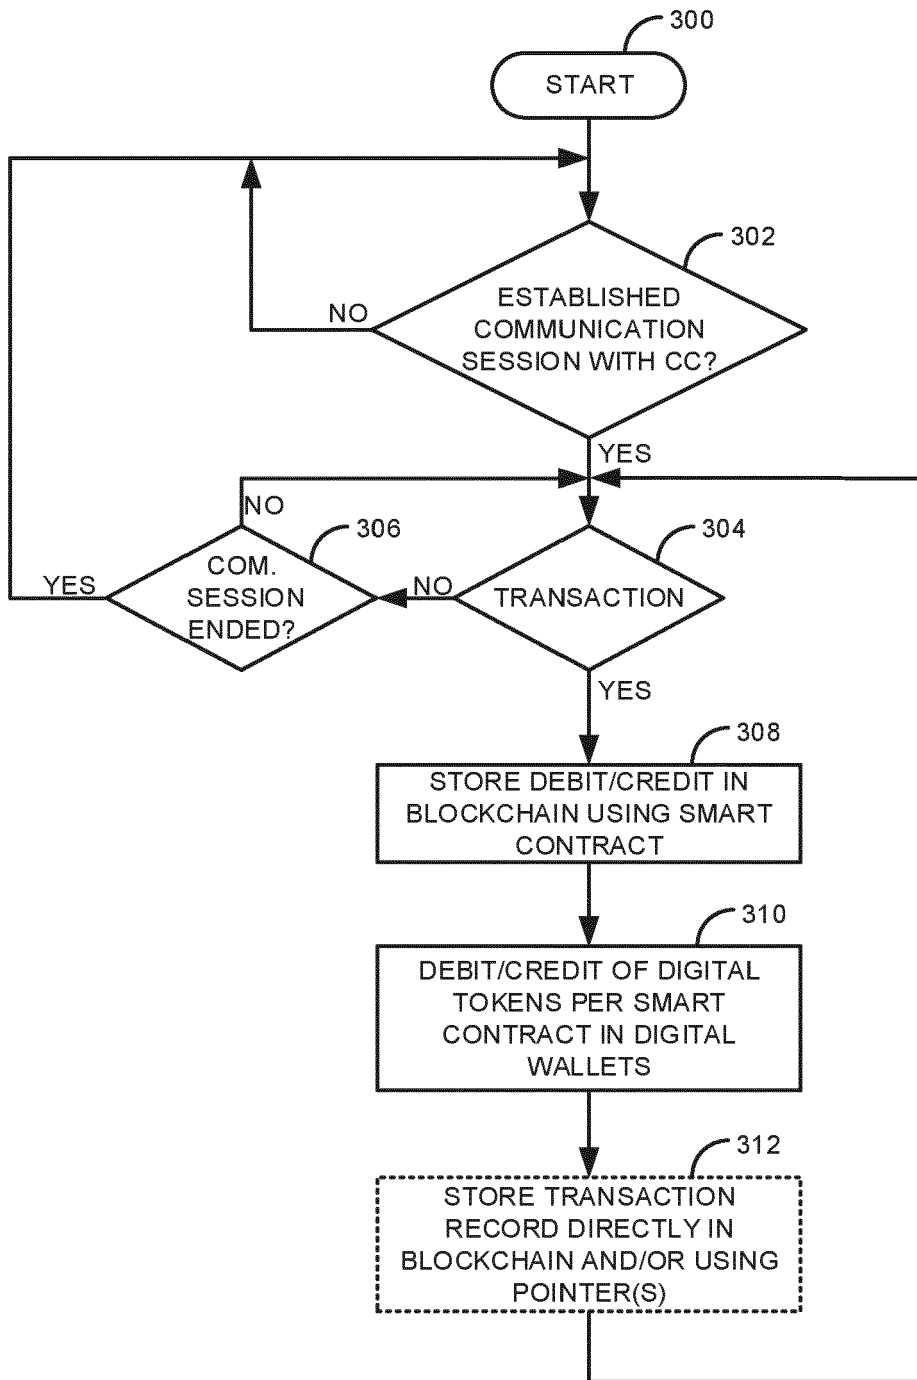 300
START
302
ESTABLISHED
COMMUNICATION
SESSION WITH CC?
NO
YES
NO
306
304
COM.
SESSION
ENDED?
YES
NO
TRANSACTION
YES
308
STORE DEBIT/CREDIT IN
BLOCKCHAIN USING SMART
CONTRACT
310
DEBIT/CREDIT OF DIGITAL
TOKENS PER SMART
CONTRACT IN DIGITAL
WALLETS
312
STORE TRANSACTION
RECORD DIRECTLY IN
BLOCKCHAIN AND/OR USING
POINTER(S)